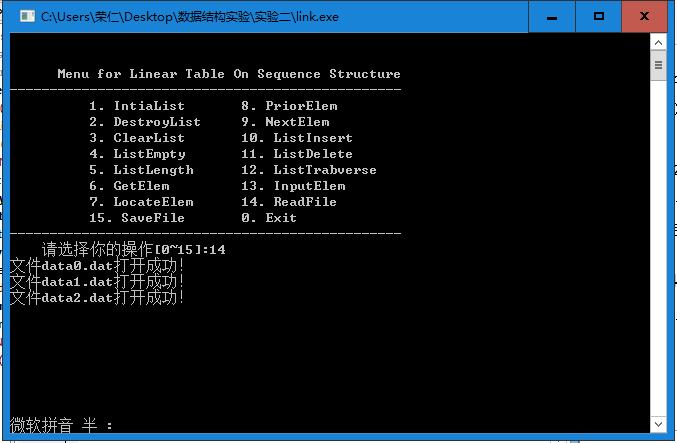 C:\Users\荣仁\Desktop\数据结构实验\实验二\link.exe
Menu for Linear Table On Sequence Structure
-------------------------------------------------
1. IntiaList 8. PriorElem
2. DestroyList 9. NextElem
3. ClearList 10. ListInsert
4. ListEmpty 11. ListDelete
5. ListLength 12. ListTrabverse
6. GetElem 13. InputElem
7. LocateElem 14. ReadFile
15. SaveFile 0. Exit
-------------------------------------------------
请选择你的操作[0~15]:14
文件data0.dat打开成功!
文件data1.dat打开成功!
文件data2.dat打开成功!
微软拼音 半 :